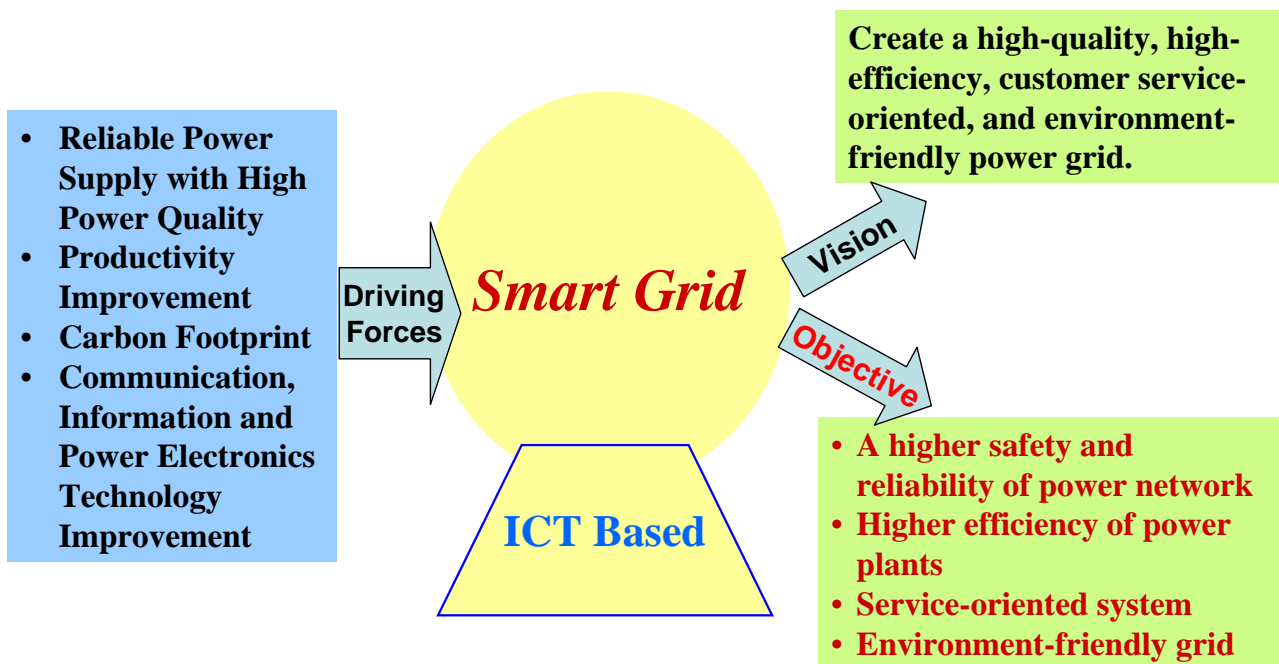 • Reliable Power
Supply with High
Power Quality
• Productivity
Improvement
• Carbon Footprint
• Communication,
Information and
Power Electronics
Technology
Improvement
Driving
Forces
Smart Grid
ICT Based
Vision
Create a high-quality, high-
efficiency, customer service-
oriented, and environment-
friendly power grid.
Objective
• A higher safety and
reliability of power network
• Higher efficiency of power
plants
• Service-oriented system
• Environment-friendly grid